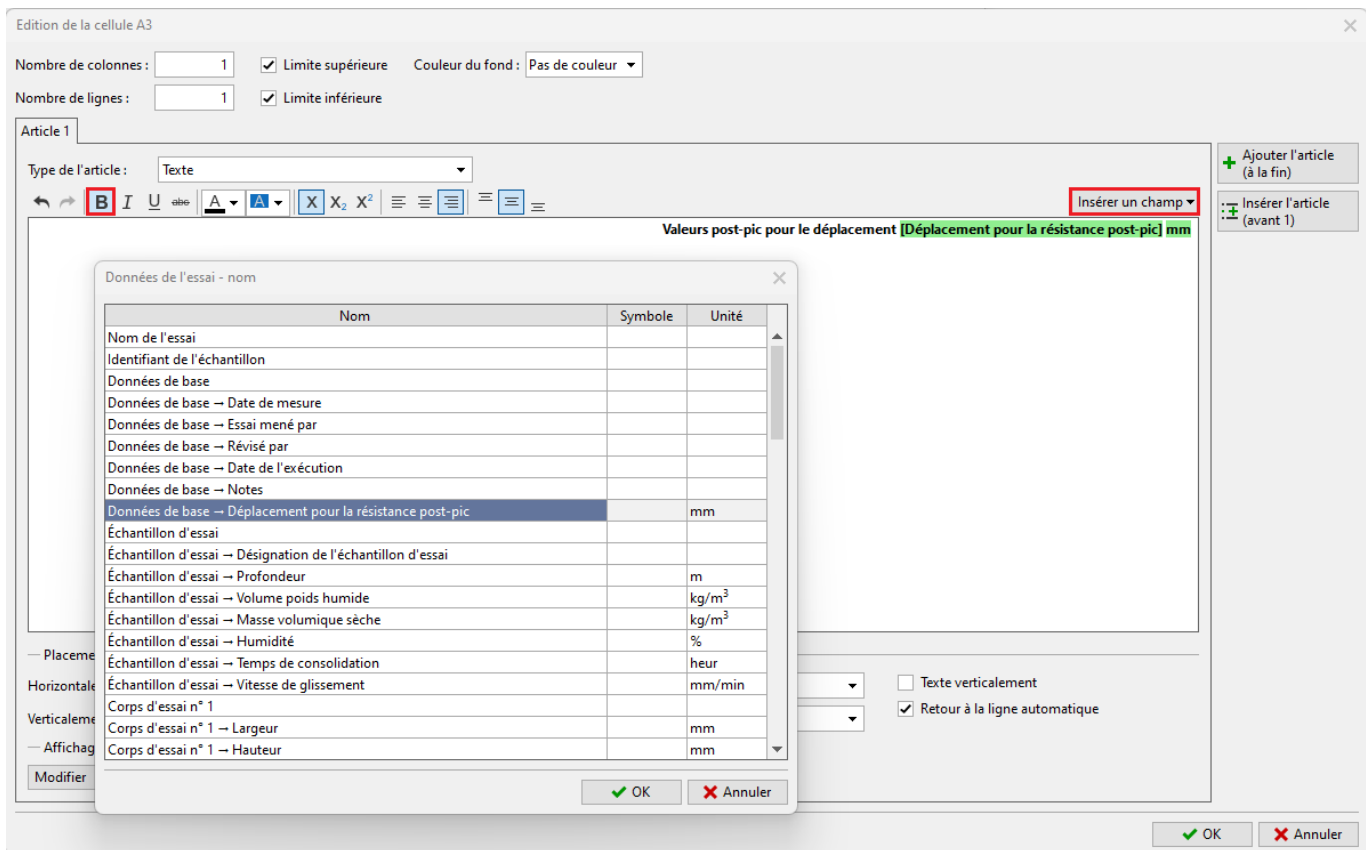 Edition de la cellule A3
Nombre de colonnes : 1 Limite supérieure Couleur du fond : Pas de couleur
Nombre de lignes : 1 Limite inférieure
Article 1
Type de l'article : Texte
Ajouter l'article
(à la fin)
B I U abc A A X X₂ X² Insérer un champ
Insérer l'article
(avant 1)
Valeurs post-pic pour le déplacement [Déplacement pour la résistance post-pic] mm
Données de l'essai - nom
Nom Symbole Unité
Nom de l'essai
Identifiant de l'échantillon
Données de base
Données de base → Date de mesure
Données de base → Essai mené par
Données de base → Révisé par
Données de base → Date de l'exécution
Données de base → Notes
Données de base → Déplacement pour la résistance post-pic mm
Échantillon d'essai
Échantillon d'essai → Désignation de l'échantillon d'essai
Échantillon d'essai → Profondeur m
Échantillon d'essai → Volume poids humide kg/m³
Échantillon d'essai → Masse volumique sèche kg/m³
Échantillon d'essai → Humidité %
Échantillon d'essai → Temps de consolidation heur
Échantillon d'essai → Vitesse de glissement mm/min
Corps d'essai n° 1
Corps d'essai n° 1 → Largeur mm
Corps d'essai n° 1 → Hauteur mm
OK Annuler
Placeme
Horizontale Texte verticalement
Verticaleme Retour à la ligne automatique
Affichag
Modifier
OK Annuler